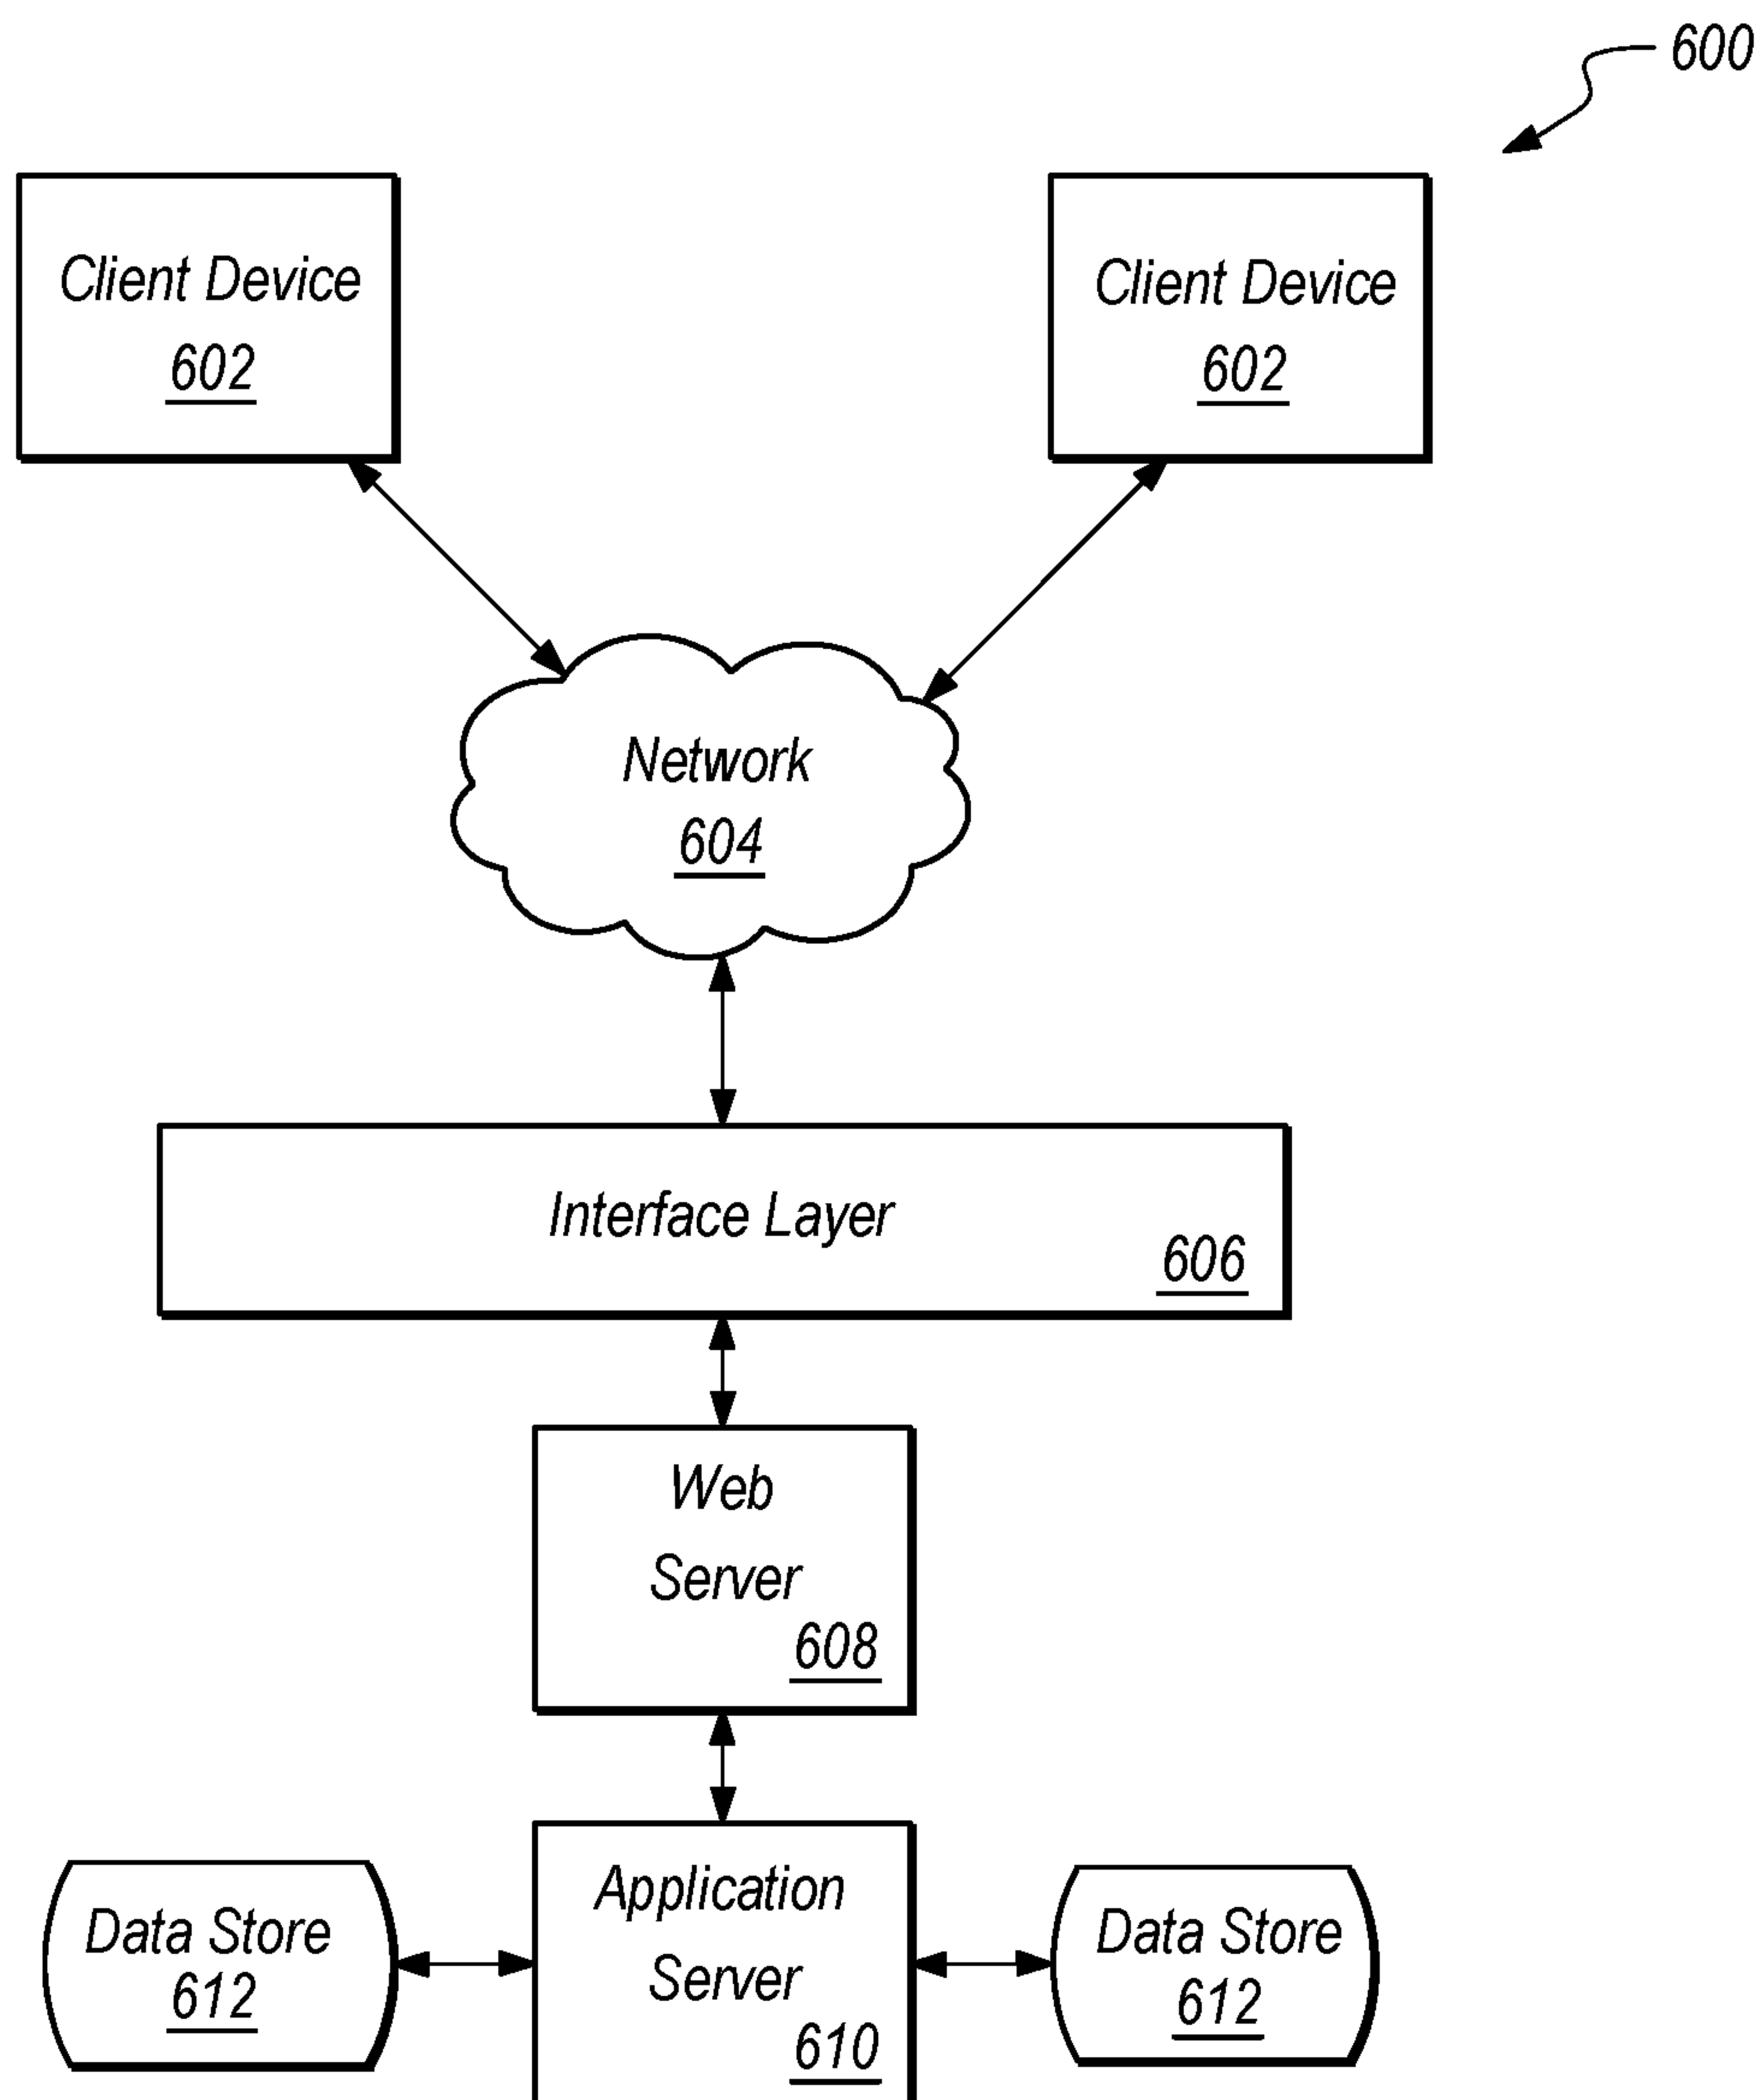 600
Client Device
602
Client Device
602
Network
604
Interface Layer
606
Web
Server
608
Application
Server
610
Data Store
612
Data Store
612